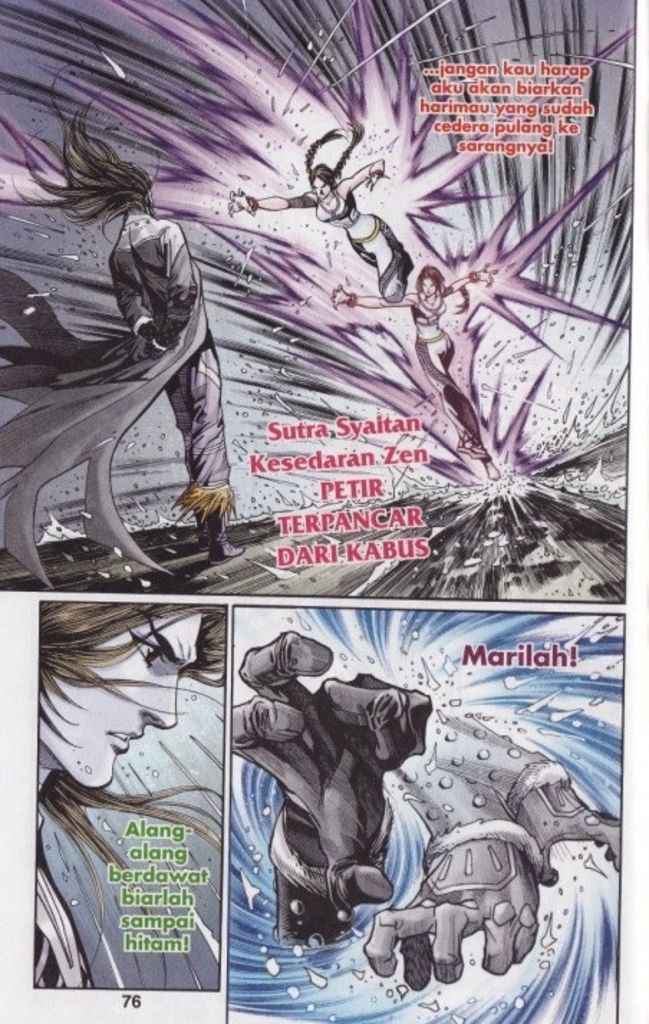 ...jangan kau harap
aku akan biarkan
harimau yang sudah
cedera pulang ke
sarangnya!
Sutra Syaitan
Kesedaran Zen
PETIR
TERPANCAR
DARI KABUS
Marilah!
Alang-
alang
berdawat
biarlah
sampai
hitam!
76